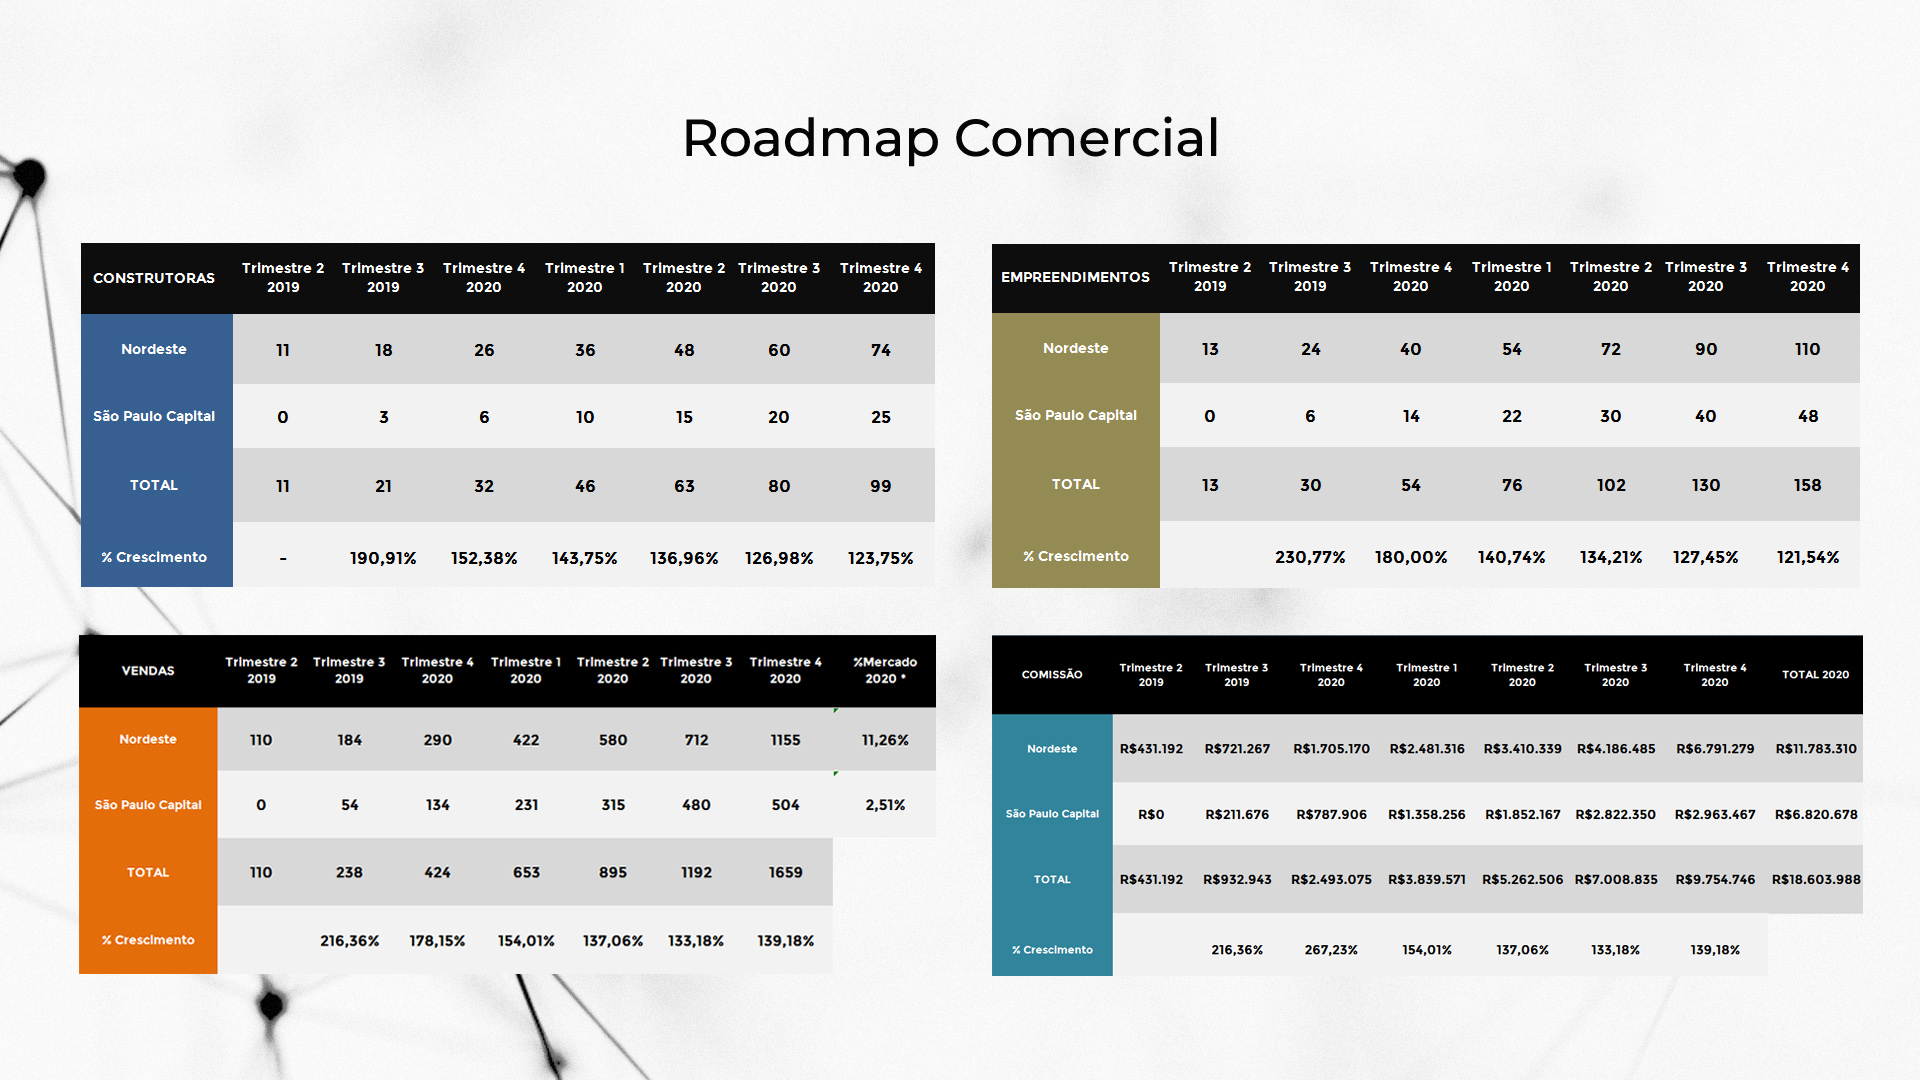 Roadmap Comercial
CONSTRUTORAS Trimestre 2 2019 Trimestre 3 2019 Trimestre 4 2020 Trimestre 1 2020 Trimestre 2 2020 Trimestre 3 2020 Trimestre 4 2020
Nordeste 11 18 26 36 48 60 74
São Paulo Capital 0 3 6 10 15 20 25
TOTAL 11 21 32 46 63 80 99
% Crescimento - 190,91% 152,38% 143,75% 136,96% 126,98% 123,75%
EMPREENDIMENTOS Trimestre 2 2019 Trimestre 3 2019 Trimestre 4 2020 Trimestre 1 2020 Trimestre 2 2020 Trimestre 3 2020 Trimestre 4 2020
Nordeste 13 24 40 54 72 90 110
São Paulo Capital 0 6 14 22 30 40 48
TOTAL 13 30 54 76 102 130 158
% Crescimento 230,77% 180,00% 140,74% 134,21% 127,45% 121,54%
VENDAS Trimestre 2 2019 Trimestre 3 2019 Trimestre 4 2020 Trimestre 1 2020 Trimestre 2 2020 Trimestre 3 2020 Trimestre 4 2020 %Mercado 2020 *
Nordeste 110 184 290 422 580 712 1155 11,26%
São Paulo Capital 0 54 134 231 315 480 504 2,51%
TOTAL 110 238 424 653 895 1192 1659
% Crescimento 216,36% 178,15% 154,01% 137,06% 133,18% 139,18%
COMISSÃO Trimestre 2 2019 Trimestre 3 2019 Trimestre 4 2020 Trimestre 1 2020 Trimestre 2 2020 Trimestre 3 2020 Trimestre 4 2020 TOTAL 2020
Nordeste R$431.192 R$721.267 R$1.705.170 R$2.481.316 R$3.410.339 R$4.186.485 R$6.791.279 R$11.783.310
São Paulo Capital R$0 R$211.676 R$787.906 R$1.358.256 R$1.852.167 R$2.822.350 R$2.963.467 R$6.820.678
TOTAL R$431.192 R$932.943 R$2.493.075 R$3.839.571 R$5.262.506 R$7.008.835 R$9.754.746 R$18.603.988
% Crescimento 216,36% 267,23% 154,01% 137,06% 133,18% 139,18%